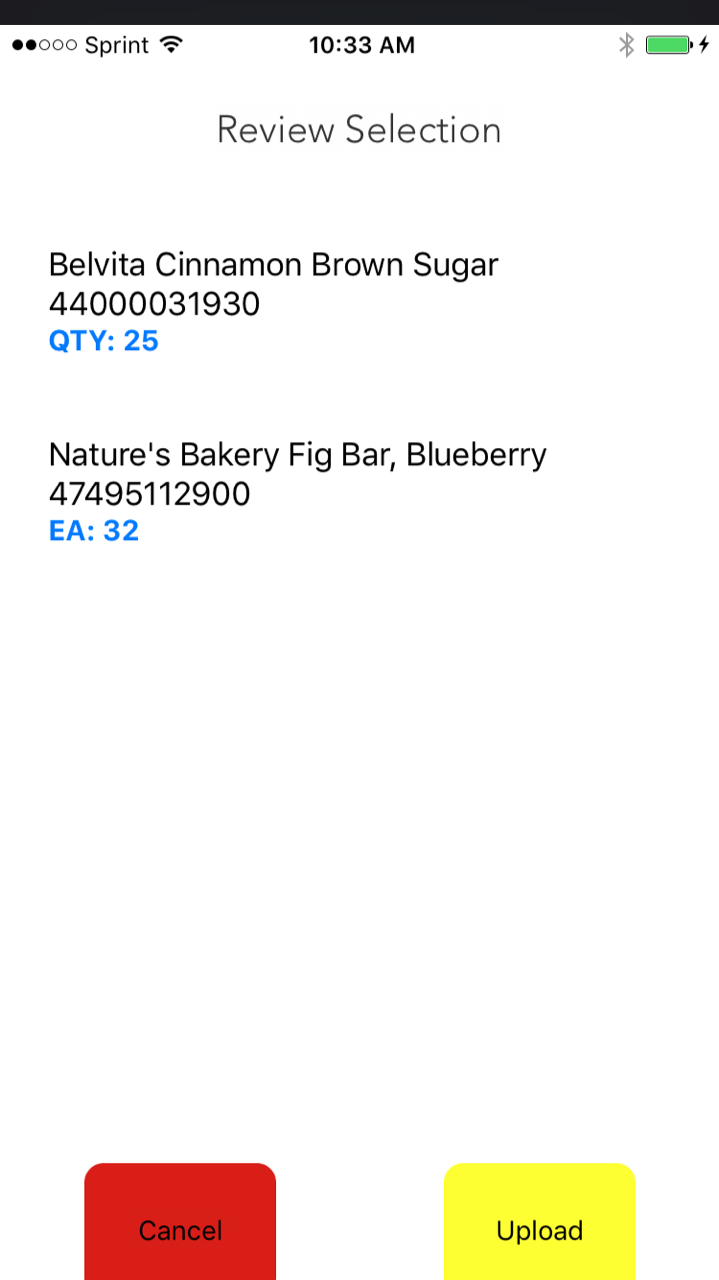 Sprint 10:33 AM
Review Selection
Belvita Cinnamon Brown Sugar
44000031930
QTY: 25
Nature's Bakery Fig Bar, Blueberry
47495112900
EA: 32
Cancel Upload